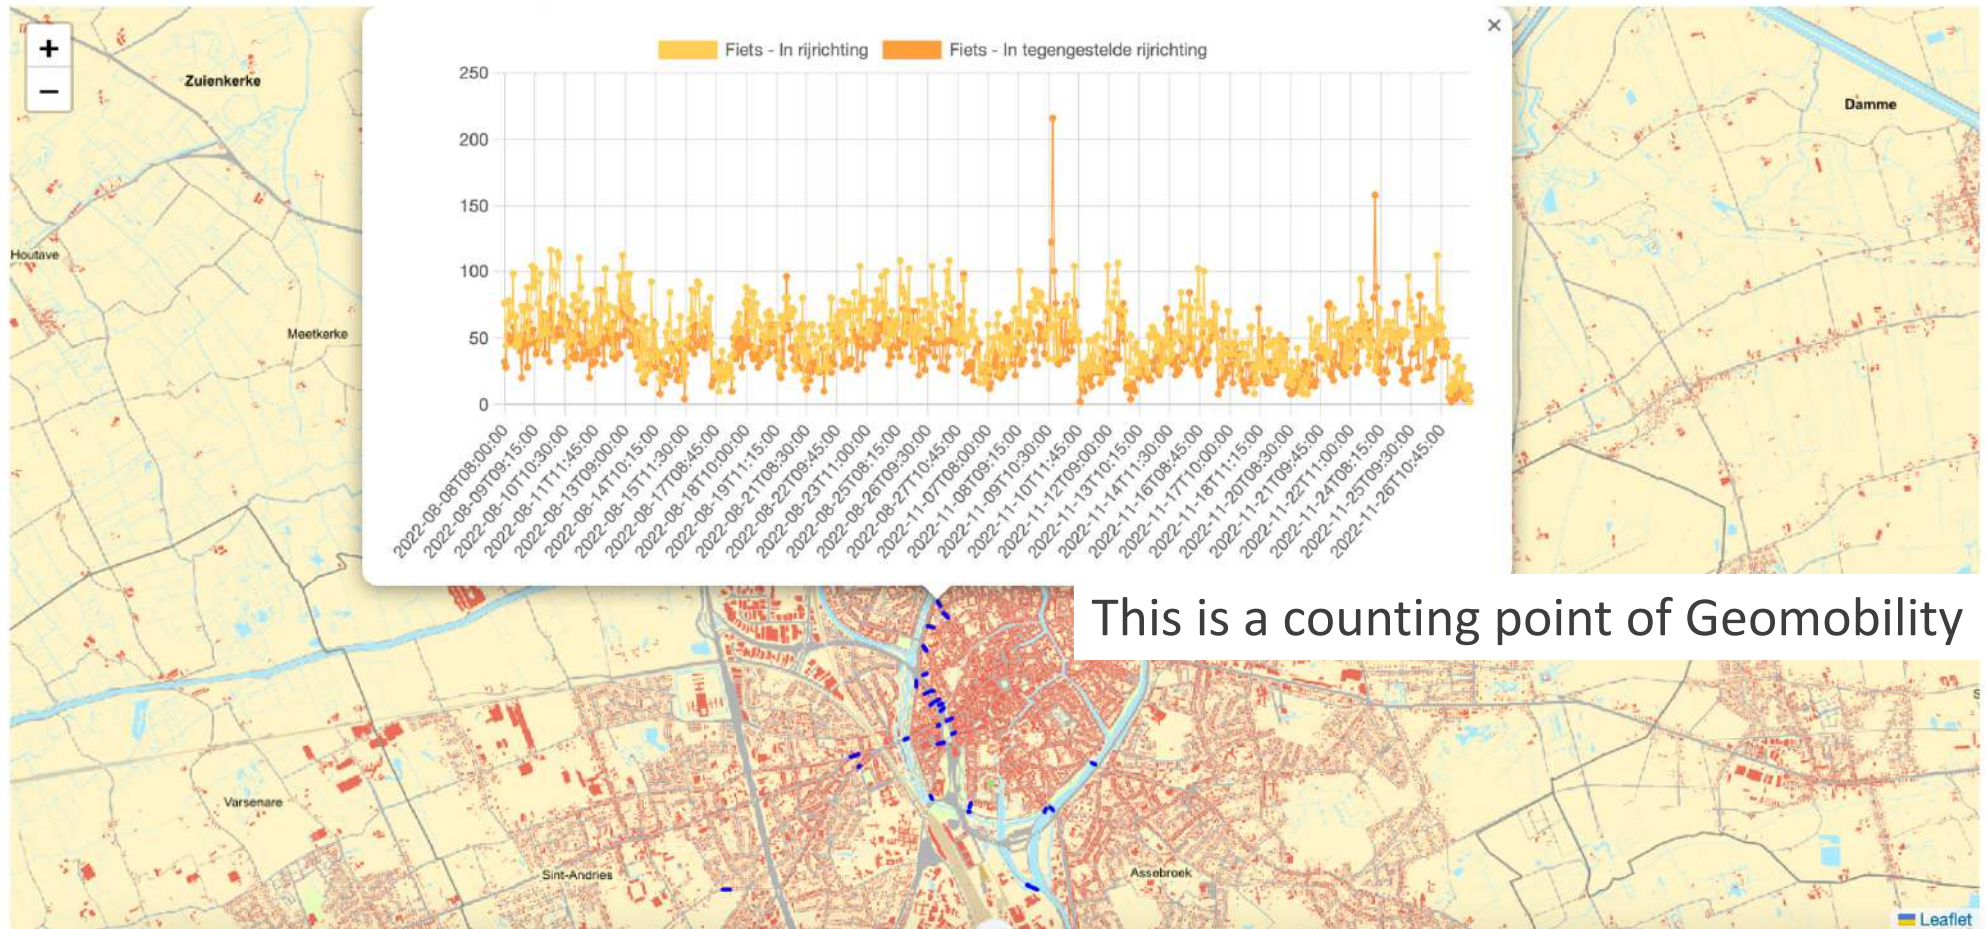 +
−
×
Fiets - In rijrichting
Fiets - In tegengestelde rijrichting
250
200
150
100
50
0
2022-08-08T08:00:00
2022-08-09T09:15:00
2022-08-10T10:30:00
2022-08-11T11:45:00
2022-08-13T09:00:00
2022-08-14T10:15:00
2022-08-15T11:30:00
2022-08-17T08:45:00
2022-08-18T10:00:00
2022-08-19T11:15:00
2022-08-21T08:30:00
2022-08-22T09:45:00
2022-08-23T11:00:00
2022-08-25T08:15:00
2022-08-26T09:30:00
2022-08-27T10:45:00
2022-11-07T08:00:00
2022-11-08T09:15:00
2022-11-09T10:30:00
2022-11-10T11:45:00
2022-11-12T09:00:00
2022-11-13T10:15:00
2022-11-14T11:30:00
2022-11-16T08:45:00
2022-11-17T10:00:00
2022-11-18T11:15:00
2022-11-20T08:30:00
2022-11-21T09:45:00
2022-11-22T11:00:00
2022-11-24T08:15:00
2022-11-25T09:30:00
2022-11-26T10:45:00
Zuienkerke
Damme
Houtave
Meetkerke
This is a counting point of Geomobility
Varsenare
Sint-Andries
Assebroek
Leaflet